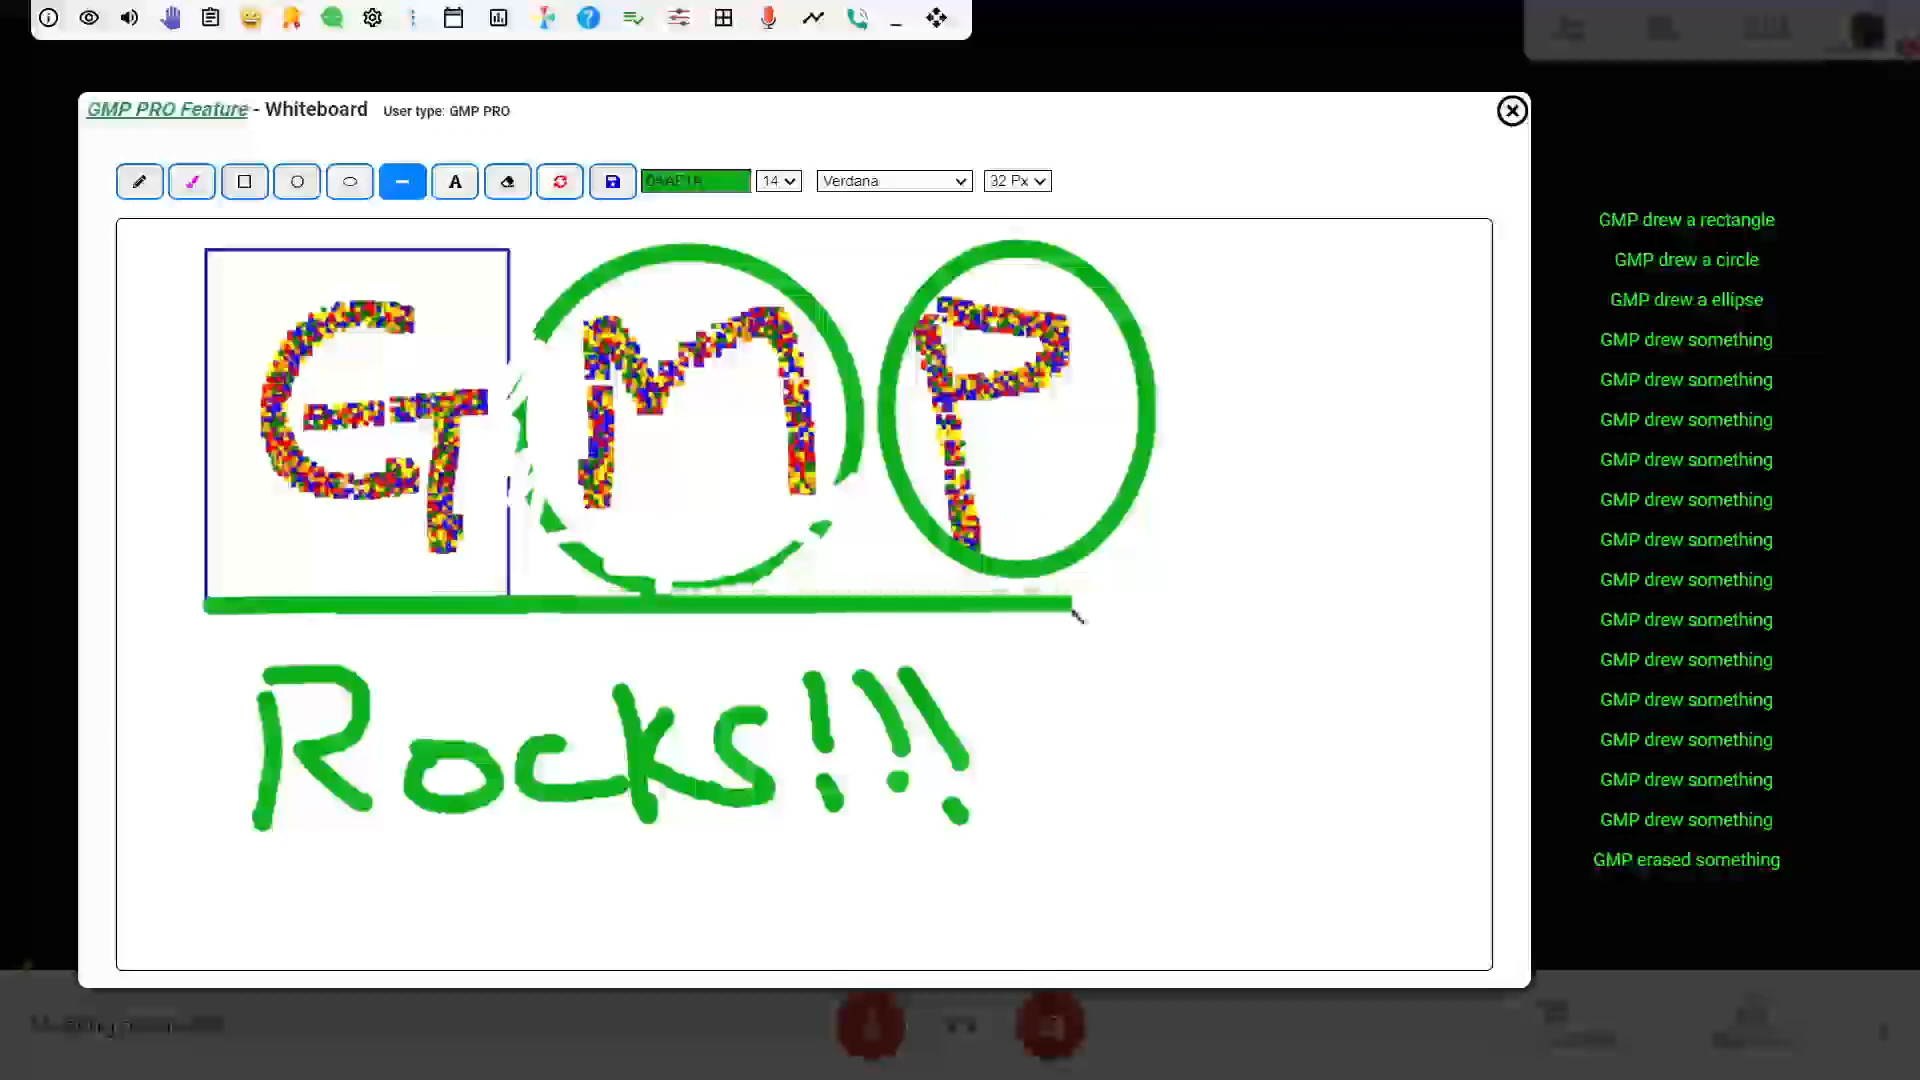 GMP PRO Feature - Whiteboard User type: GMP PRO
A 14 Verdana 32 Px
GMP
Rocks!!!
GMP drew a rectangle
GMP drew a circle
GMP drew a ellipse
GMP drew something
GMP drew something
GMP drew something
GMP drew something
GMP drew something
GMP drew something
GMP drew something
GMP drew something
GMP drew something
GMP drew something
GMP drew something
GMP drew something
GMP drew something
GMP erased something